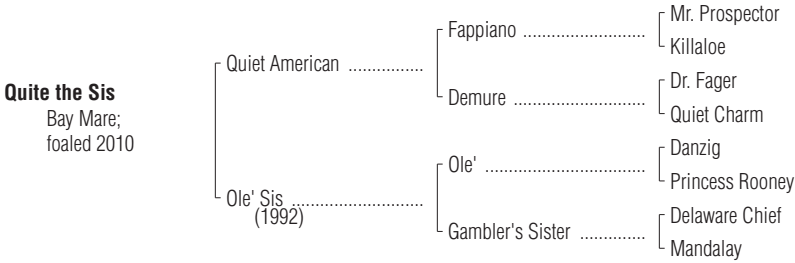 Quite the Sis
Bay Mare;
foaled 2010
Quiet American ................
Ole' Sis ............................
(1992)
Fappiano ..........................
Demure ............................
Ole' ..................................
Gambler's Sister ..............
Mr. Prospector
Killaloe
Dr. Fager
Quiet Charm
Danzig
Princess Rooney
Delaware Chief
Mandalay